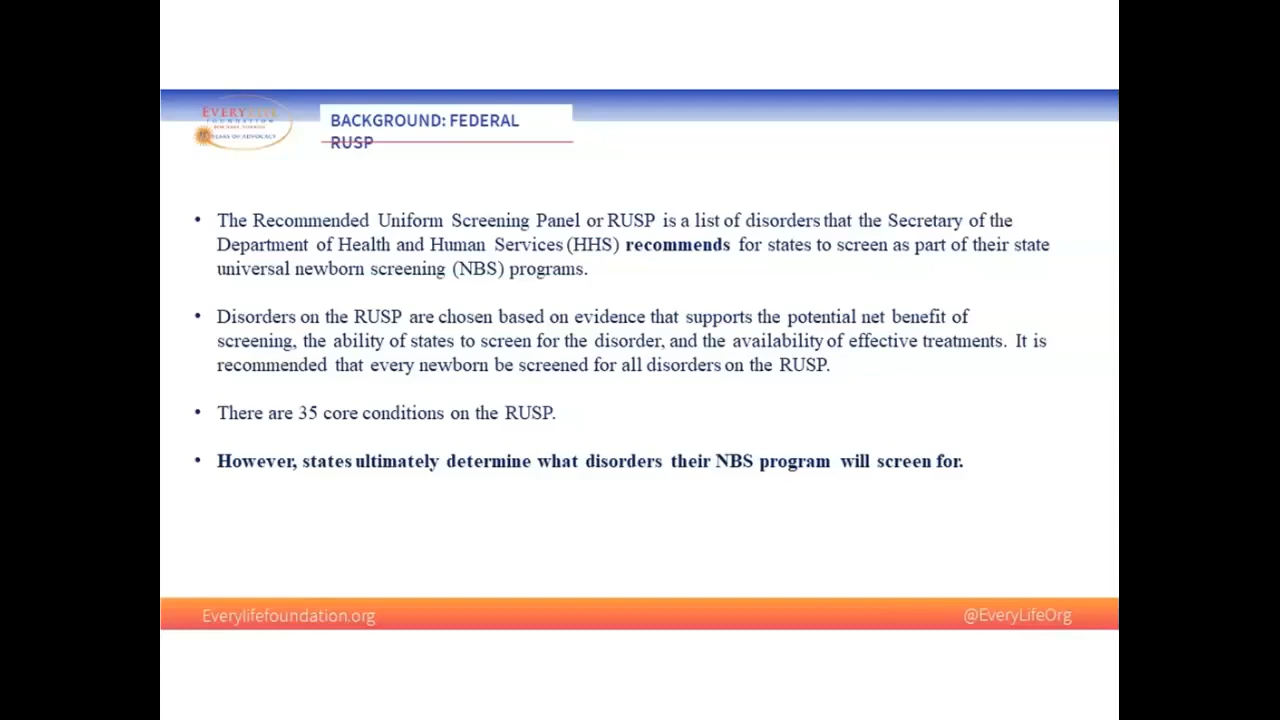 EVERYLIFE
FOUNDATION
YEARS OF ADVOCACY
BACKGROUND: FEDERAL
RUSP
• The Recommended Uniform Screening Panel or RUSP is a list of disorders that the Secretary of the
Department of Health and Human Services (HHS) recommends for states to screen as part of their state
universal newborn screening (NBS) programs.
• Disorders on the RUSP are chosen based on evidence that supports the potential net benefit of
screening, the ability of states to screen for the disorder, and the availability of effective treatments. It is
recommended that every newborn be screened for all disorders on the RUSP.
• There are 35 core conditions on the RUSP.
• However, states ultimately determine what disorders their NBS program will screen for.
Everylifefoundation.org
@EveryLifeOrg